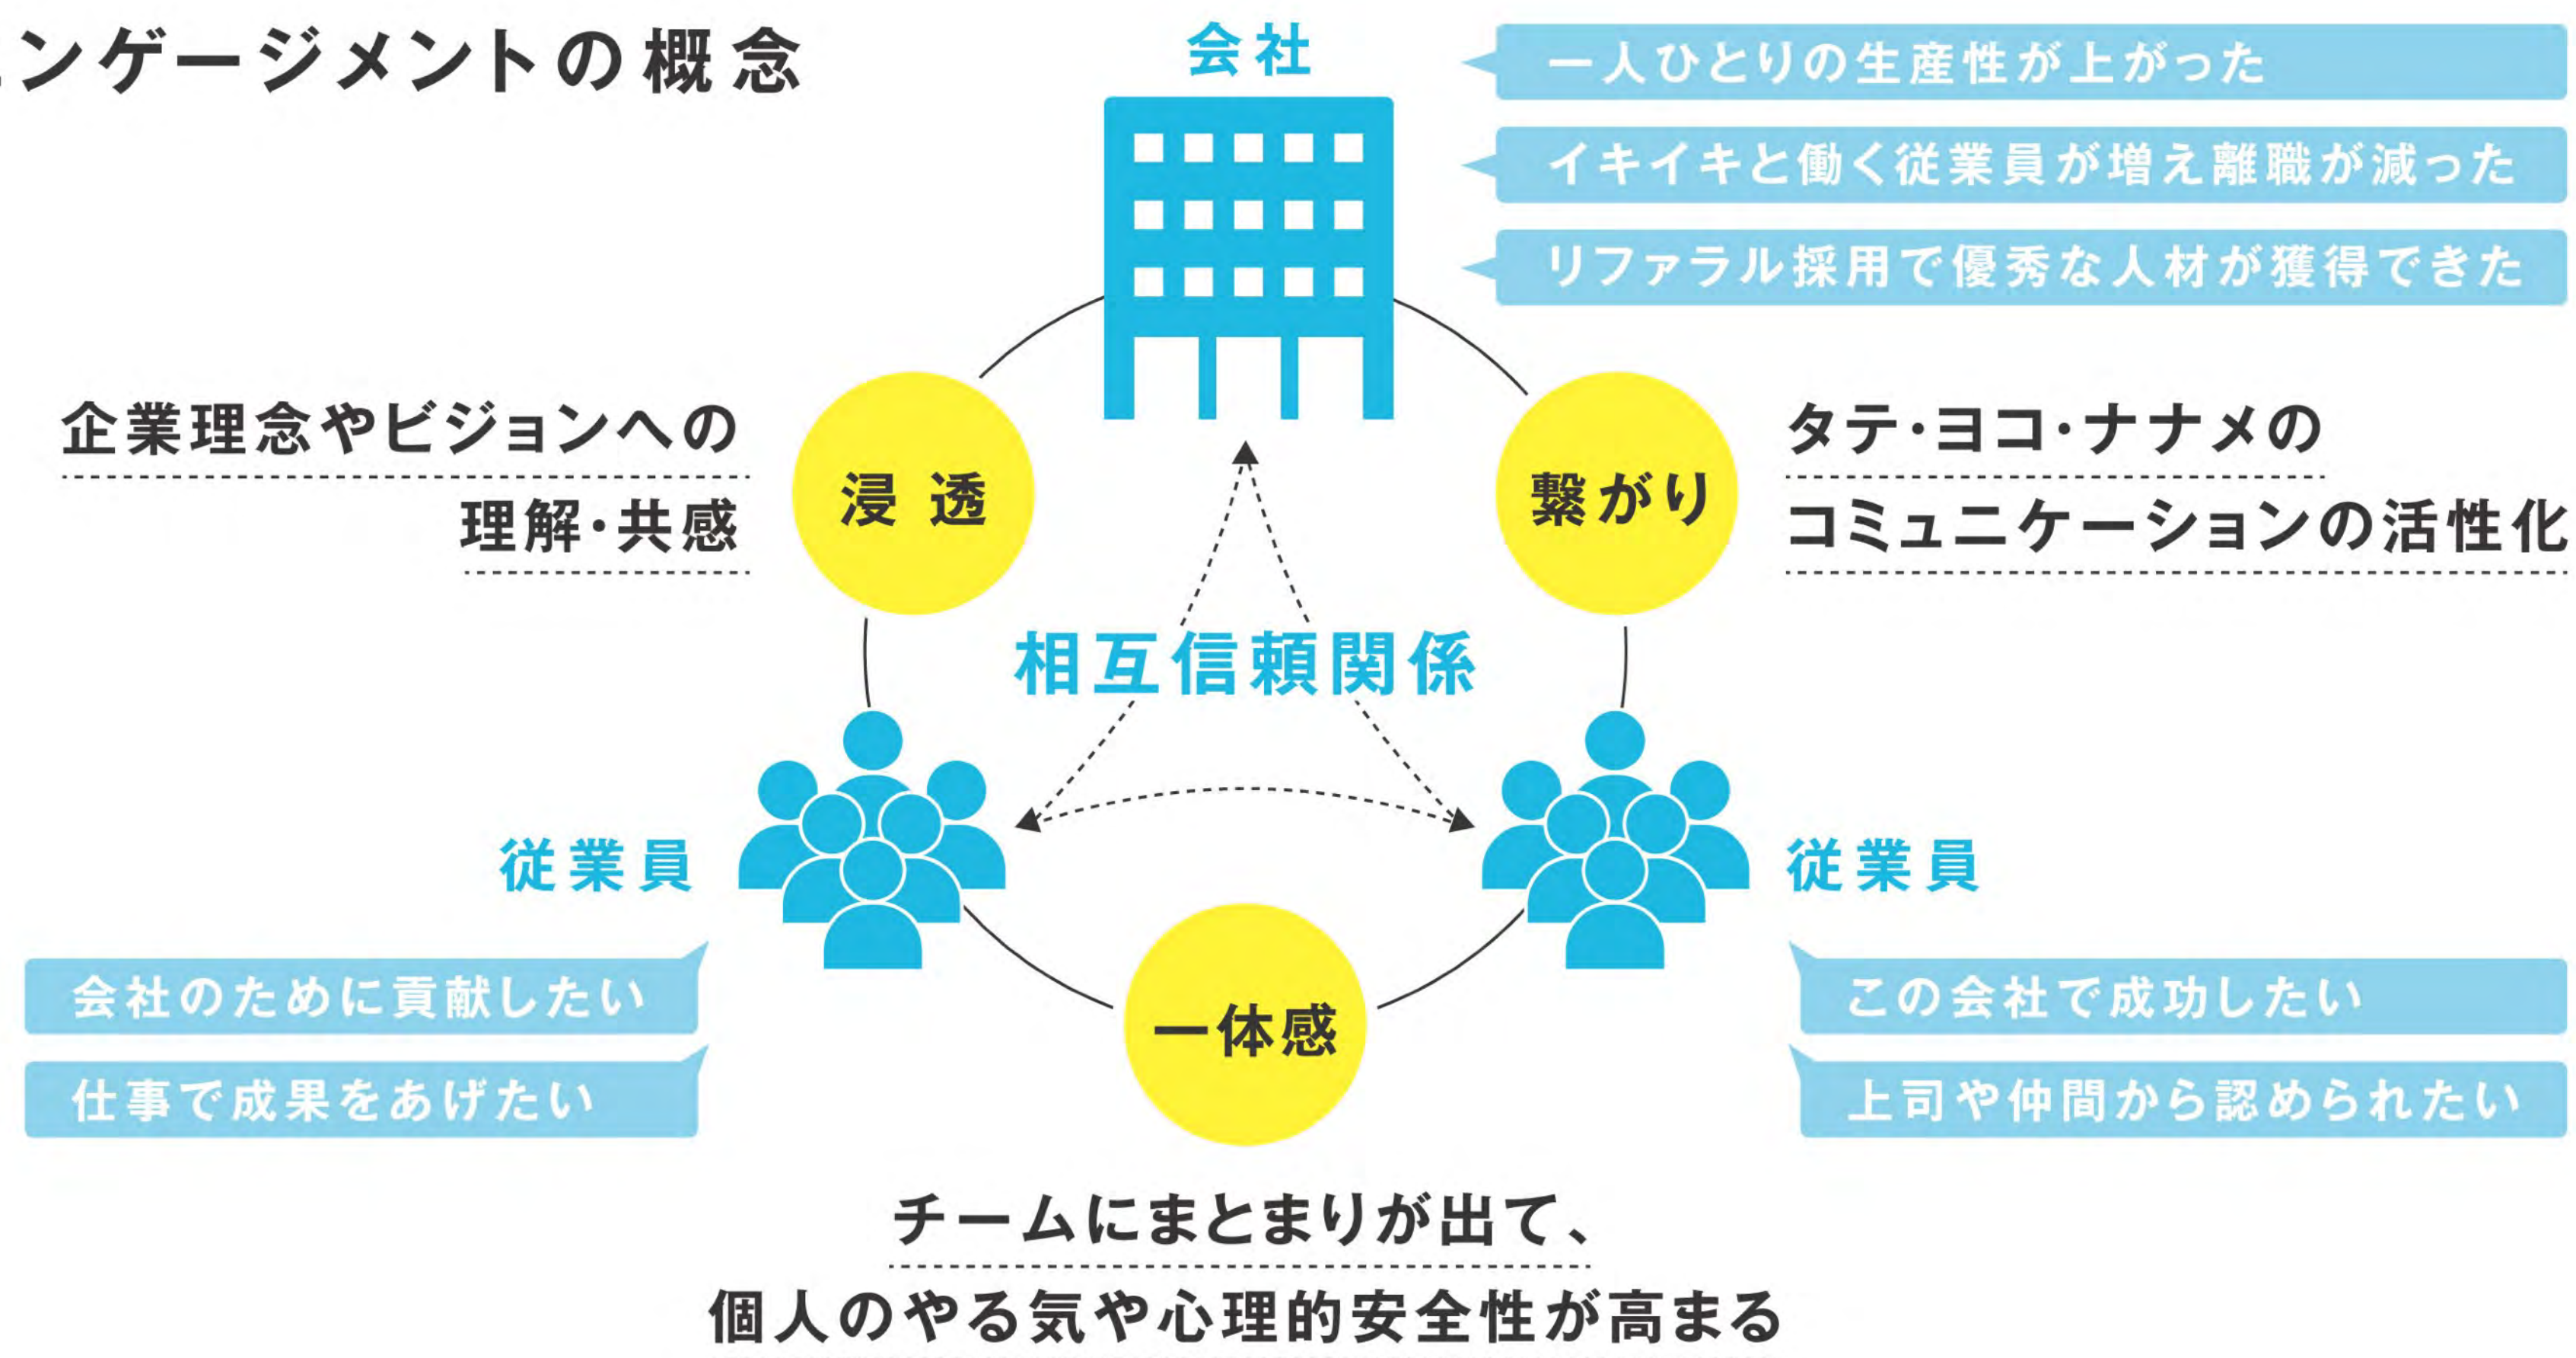 ンゲージメントの概念
会社
一人ひとりの生産性が上がった
イキイキと働く従業員が増え離職が減った
リファラル採用で優秀な人材が獲得できた
企業理念やビジョンへの
理解・共感
浸透
繋がり
タテ・ヨコ・ナナメの
コミュニケーションの活性化
相互信頼関係
従業員
会社のために貢献したい
仕事で成果をあげたい
従業員
この会社で成功したい
上司や仲間から認められたい
一体感
チームにまとまりが出て、
個人のやる気や心理的安全性が高まる